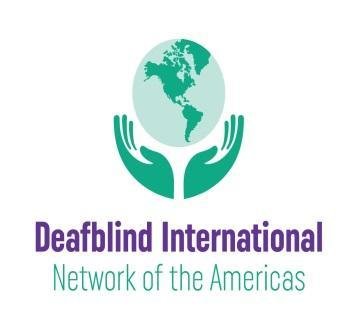 Deafblind International
Network of the Americas